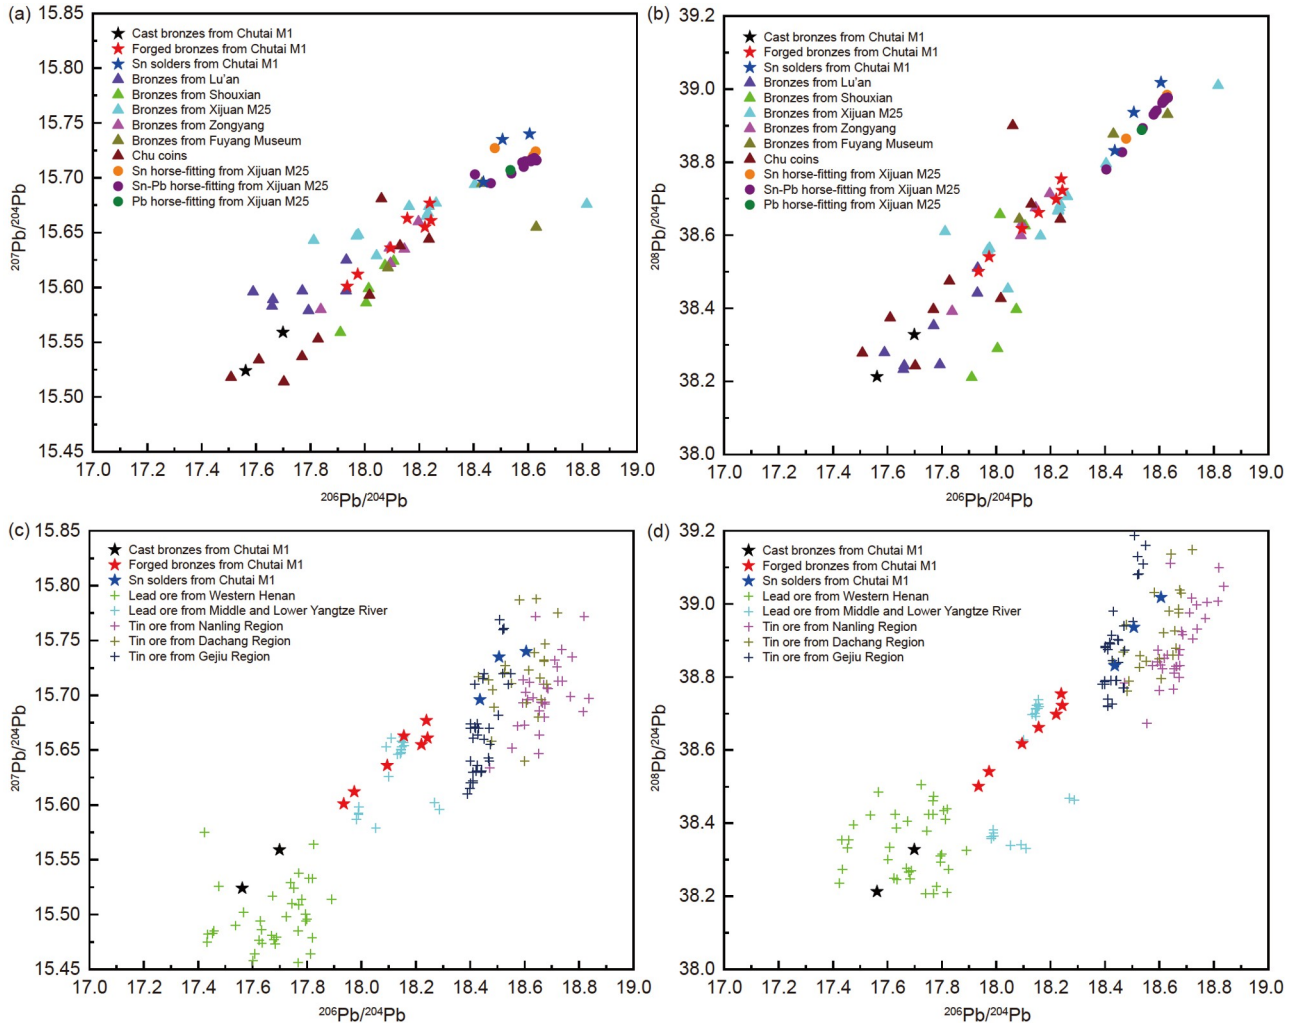 (a)
15.85
15.80
15.75
15.70
15.65
15.60
15.55
15.50
15.45
207Pb/204Pb
Cast bronzes from Chutai M1
Forged bronzes from Chutai M1
Sn solders from Chutai M1
Bronzes from Lu'an
Bronzes from Shouxian
Bronzes from Xijuan M25
Bronzes from Zongyang
Bronzes from Fuyang Museum
Chu coins
Sn horse-fitting from Xijuan M25
Sn-Pb horse-fitting from Xijuan M25
Pb horse-fitting from Xijuan M25
17.0 17.2 17.4 17.6 17.8 18.0 18.2 18.4 18.6 18.8 19.0
206Pb/204Pb
(b)
39.2
39.0
38.8
38.6
38.4
38.2
38.0
208Pb/204Pb
Cast bronzes from Chutai M1
Forged bronzes from Chutai M1
Sn solders from Chutai M1
Bronzes from Lu'an
Bronzes from Shouxian
Bronzes from Xijuan M25
Bronzes from Zongyang
Bronzes from Fuyang Museum
Chu coins
Sn horse-fitting from Xijuan M25
Sn-Pb horse-fitting from Xijuan M25
Pb horse-fitting from Xijuan M25
17.0 17.2 17.4 17.6 17.8 18.0 18.2 18.4 18.6 18.8 19.0
206Pb/204Pb
(c)
15.85
15.80
15.75
15.70
15.65
15.60
15.55
15.50
15.45
207Pb/204Pb
Cast bronzes from Chutai M1
Forged bronzes from Chutai M1
Sn solders from Chutai M1
Lead ore from Western Henan
Lead ore from Middle and Lower Yangtze River
Tin ore from Nanling Region
Tin ore from Dachang Region
Tin ore from Gejiu Region
17.0 17.2 17.4 17.6 17.8 18.0 18.2 18.4 18.6 18.8 19.0
206Pb/204Pb
(d)
39.2
39.0
38.8
38.6
38.4
38.2
38.0
208Pb/204Pb
Cast bronzes from Chutai M1
Forged bronzes from Chutai M1
Sn solders from Chutai M1
Lead ore from Western Henan
Lead ore from Middle and Lower Yangtze River
Tin ore from Nanling Region
Tin ore from Dachang Region
Tin ore from Gejiu Region
17.0 17.2 17.4 17.6 17.8 18.0 18.2 18.4 18.6 18.8 19.0
206Pb/204Pb